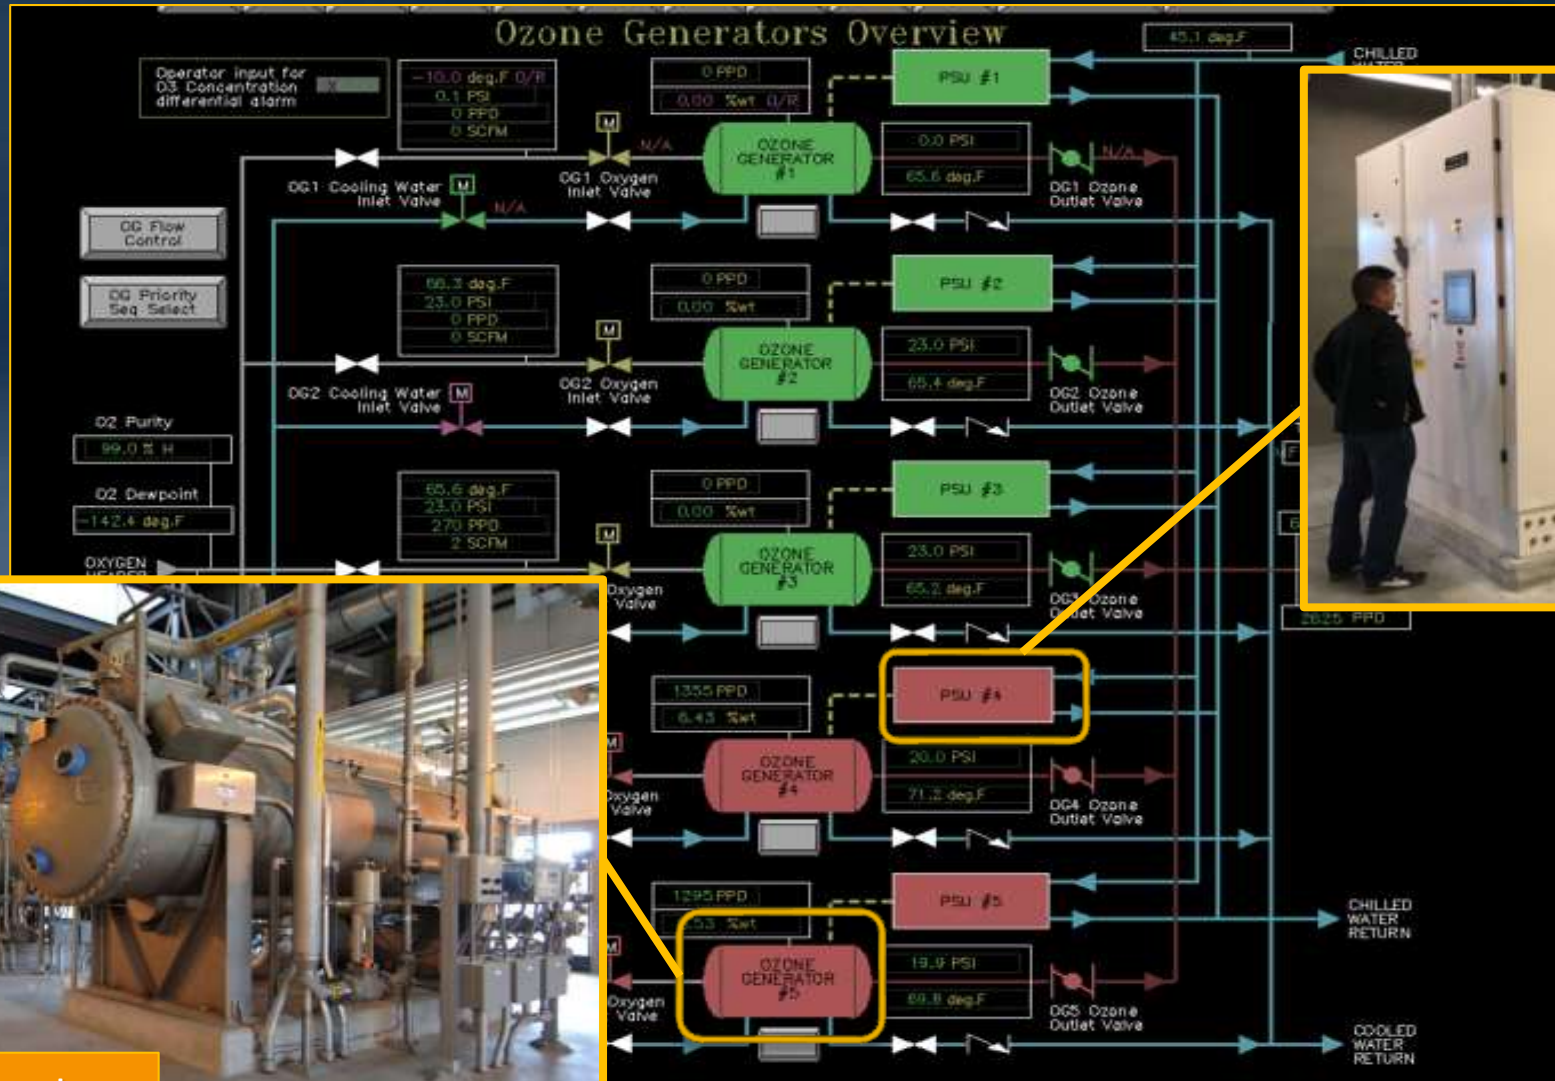 Ozone Generators Overview
45.1 deg.F
CHILLED
Operator input for
O3 Concentration
differential alarm
X
-10.0 deg.F O/R
0.1 PSI
0 PPD
0 SCFM
0 PPD
0.00 %wt O/R
PSU #1
M
N/A
OZONE
GENERATOR
#1
0.0 PSI
65.6 deg.F
N/A
OG1 Cooling Water
Inlet Valve
M
N/A
OG1 Oxygen
Inlet Valve
OG1 Ozone
Outlet Valve
OG Flow
Control
OG Priority
Seq Select
66.3 deg.F
23.0 PSI
0 PPD
0 SCFM
0 PPD
0.00 %wt
PSU #2
M
OZONE
GENERATOR
#2
23.0 PSI
65.4 deg.F
OG2 Cooling Water
Inlet Valve
M
OG2 Oxygen
Inlet Valve
OG2 Ozone
Outlet Valve
O2 Purity
99.0 % H
O2 Dewpoint
-142.4 deg.F
OXYGEN
65.6 deg.F
23.0 PSI
270 PPD
2 SCFM
0 PPD
0.00 %wt
PSU #3
M
OZONE
GENERATOR
#3
23.0 PSI
65.2 deg.F
Oxygen
Valve
OG3 Ozone
Outlet Valve
2625 PPD
1355 PPD
6.43 %wt
PSU #4
M
OZONE
GENERATOR
#4
20.0 PSI
71.2 deg.F
Oxygen
Valve
OG4 Ozone
Outlet Valve
1295 PPD
.53 %wt
PSU #5
M
OZONE
GENERATOR
#5
19.9 PSI
69.8 deg.F
Oxygen
Valve
OG5 Ozone
Outlet Valve
CHILLED
WATER
RETURN
COOLED
WATER
RETURN